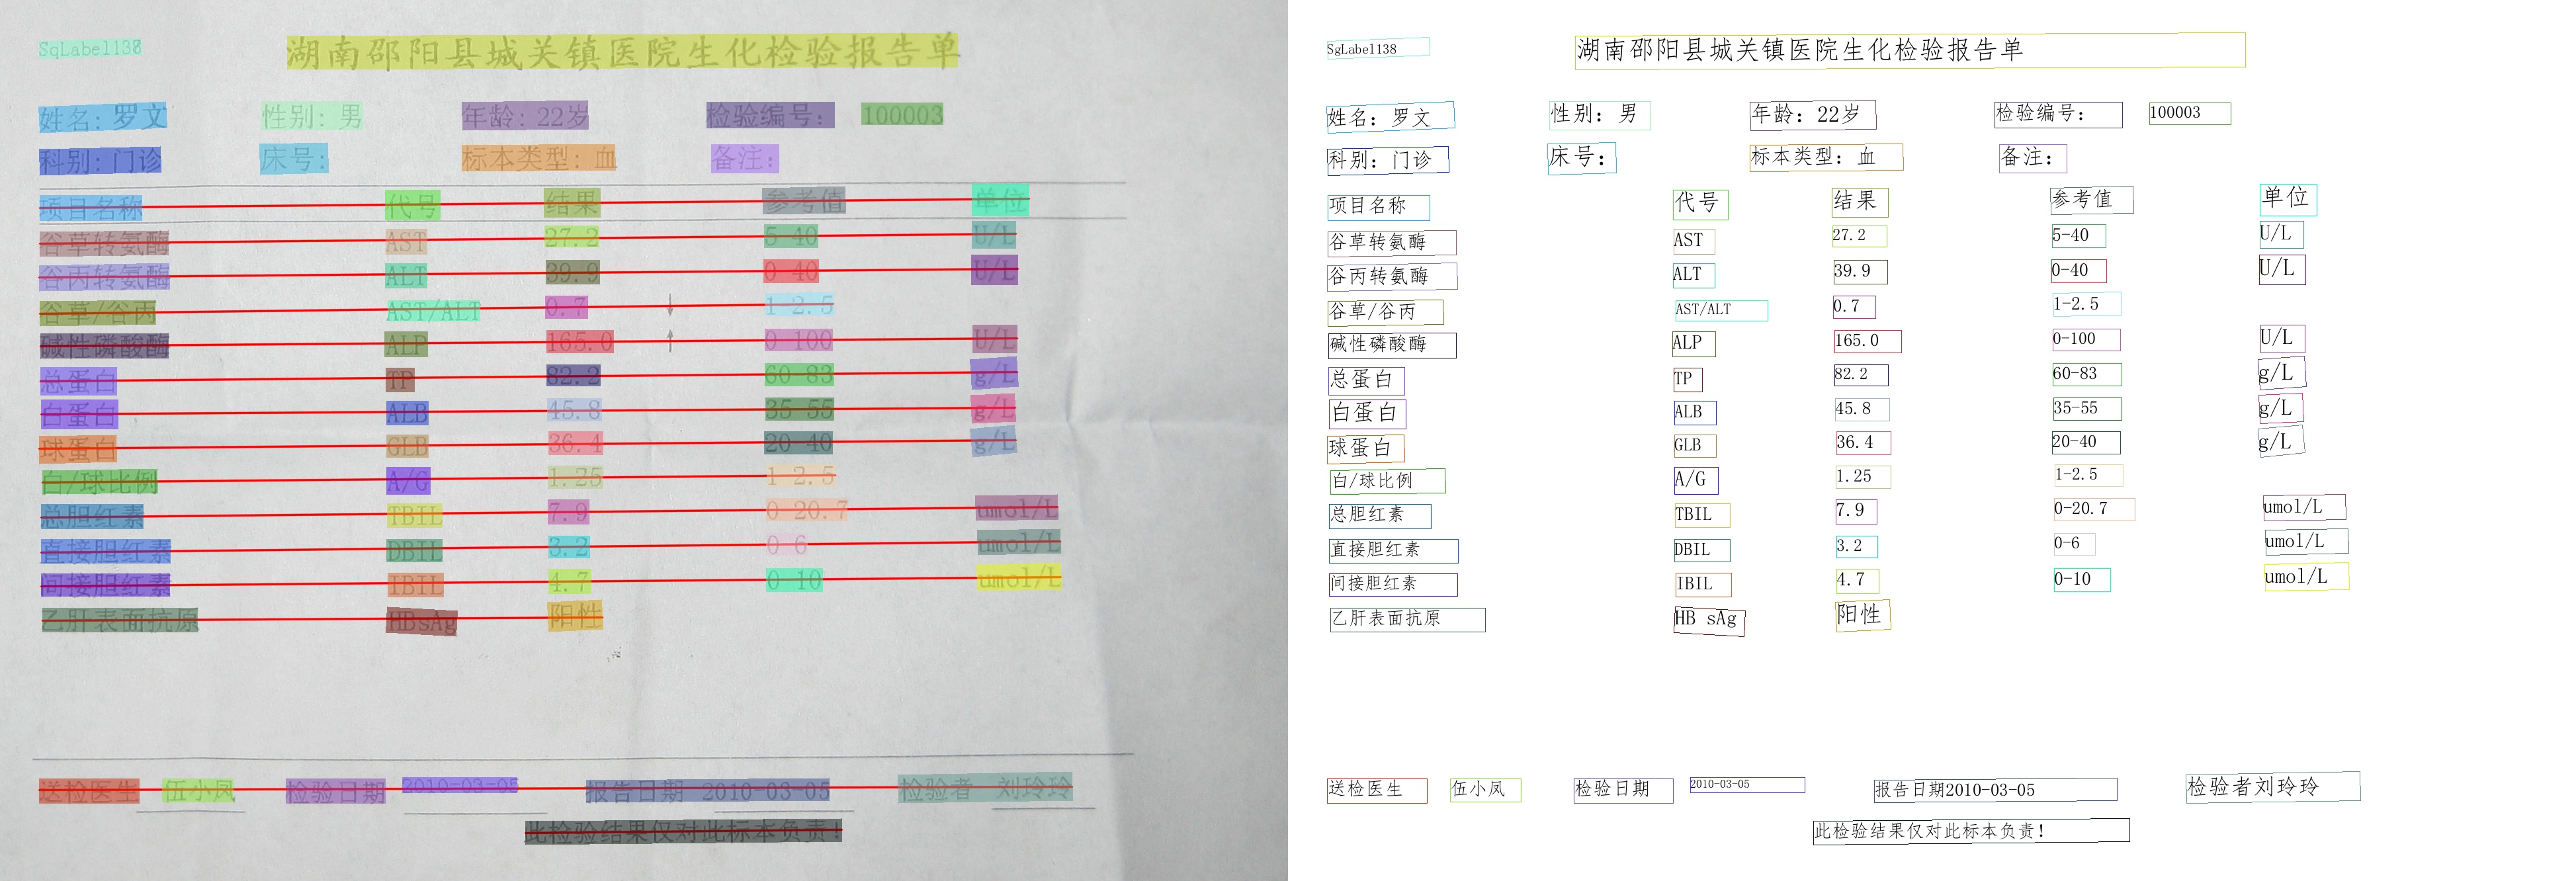 SqLabel138
湖南邵阳县城关镇医院生化检验报告单
姓名: 罗文 性别: 男 年龄: 22岁 检验编号: 100003
科别: 门诊 床号: 标本类型: 血 备注:
项目名称 代号 结果 参考值 单位
谷草转氨酶 AST 27.2 5-40 U/L
谷丙转氨酶 ALT 39.9 0-40 U/L
谷草/谷丙 AST/ALT 0.7 ↓ 1-2.5
碱性磷酸酶 ALP 165.0 ↑ 0-100 U/L
总蛋白 TP 82.2 60-83 g/L
白蛋白 ALB 45.8 35-55 g/L
球蛋白 GLB 36.4 20-40 g/L
白/球比例 A/G 1.25 1-2.5
总胆红素 TBIL 7.9 0-20.7 umol/L
直接胆红素 DBIL 3.2 0-6 umol/L
间接胆红素 IBIL 4.7 0-10 umol/L
乙肝表面抗原 HBsAg 阳性
送检医生 伍小凤 检验日期 2010-03-05 报告日期 2010-03-05 检验者 刘玲玲
此检验结果仅对此标本负责!
SgLabel138
湖南邵阳县城关镇医院生化检验报告单
姓名: 罗文 性别: 男 年龄: 22岁 检验编号: 100003
科别: 门诊 床号: 标本类型: 血 备注:
项目名称 代号 结果 参考值 单位
谷草转氨酶 AST 27.2 5-40 U/L
谷丙转氨酶 ALT 39.9 0-40 U/L
谷草/谷丙 AST/ALT 0.7 1-2.5
碱性磷酸酶 ALP 165.0 0-100 U/L
总蛋白 TP 82.2 60-83 g/L
白蛋白 ALB 45.8 35-55 g/L
球蛋白 GLB 36.4 20-40 g/L
白/球比例 A/G 1.25 1-2.5
总胆红素 TBIL 7.9 0-20.7 umol/L
直接胆红素 DBIL 3.2 0-6 umol/L
间接胆红素 IBIL 4.7 0-10 umol/L
乙肝表面抗原 HB sAg 阳性
送检医生 伍小凤 检验日期 2010-03-05 报告日期2010-03-05 检验者刘玲玲
此检验结果仅对此标本负责!